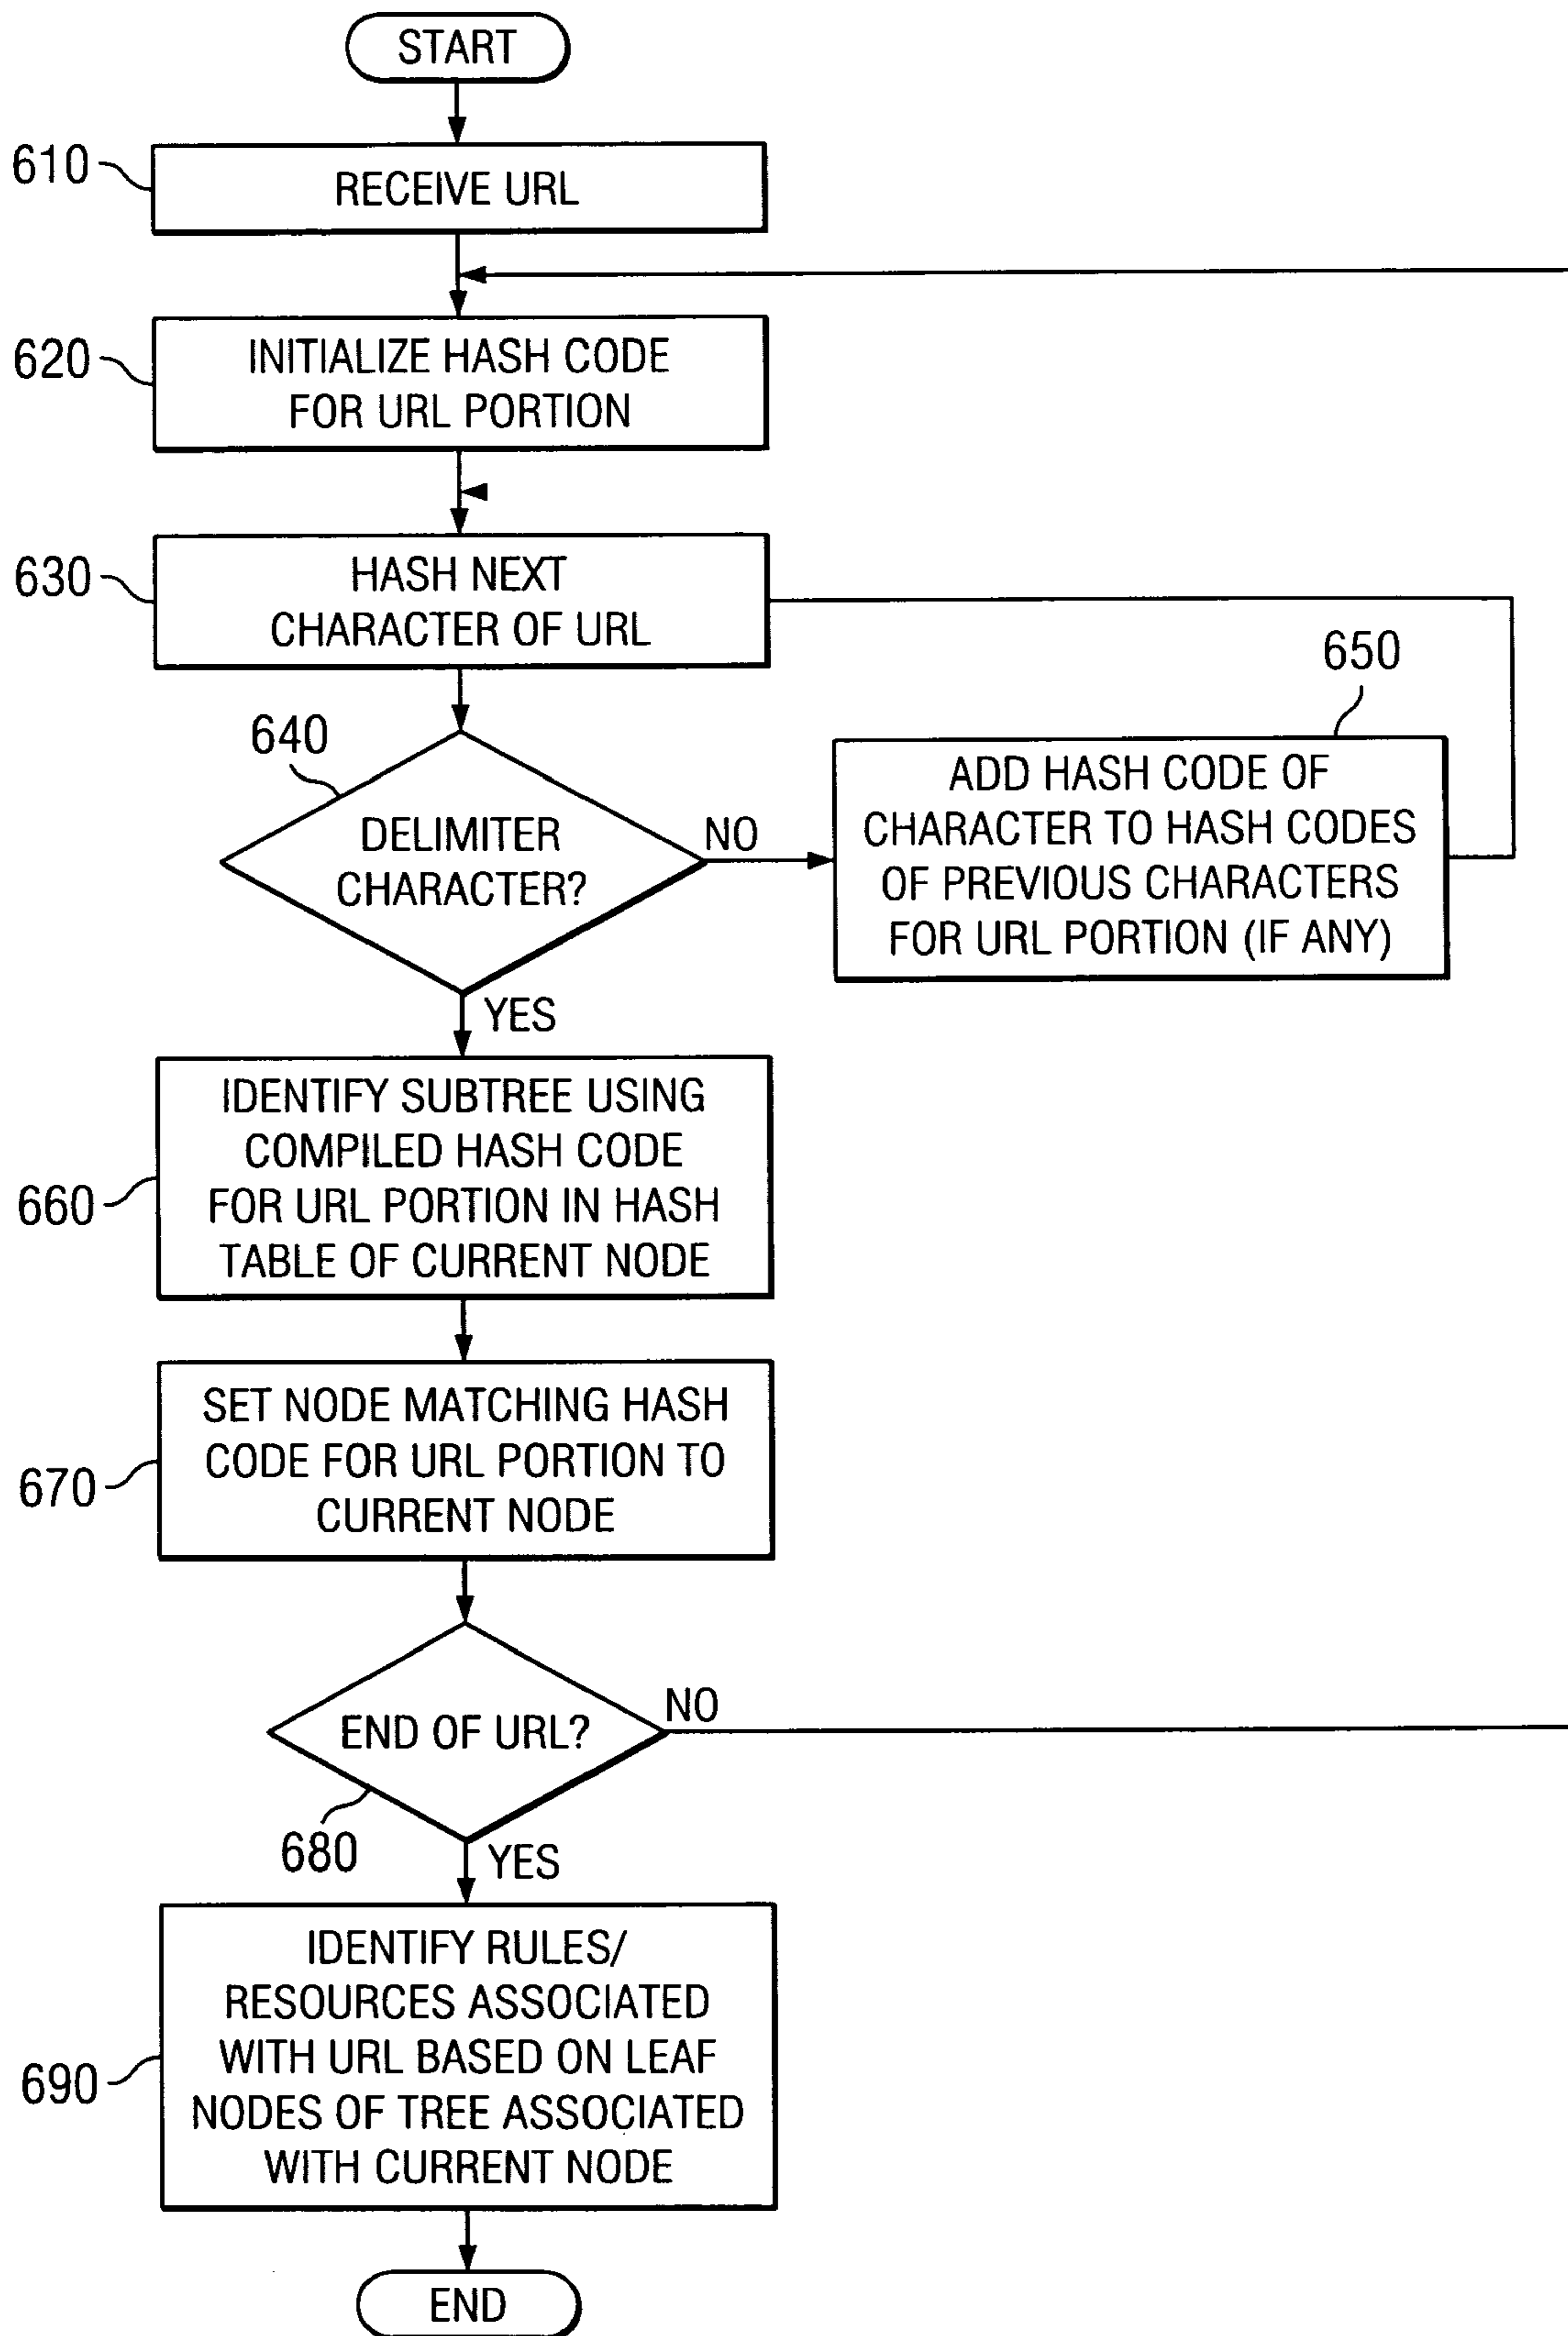 START
610
RECEIVE URL
620
INITIALIZE HASH CODE
FOR URL PORTION
630
HASH NEXT
CHARACTER OF URL
640
DELIMITER
CHARACTER?
NO
650
ADD HASH CODE OF
CHARACTER TO HASH CODES
OF PREVIOUS CHARACTERS
FOR URL PORTION (IF ANY)
YES
660
IDENTIFY SUBTREE USING
COMPILED HASH CODE
FOR URL PORTION IN HASH
TABLE OF CURRENT NODE
670
SET NODE MATCHING HASH
CODE FOR URL PORTION TO
CURRENT NODE
END OF URL?
NO
680
YES
690
IDENTIFY RULES/
RESOURCES ASSOCIATED
WITH URL BASED ON LEAF
NODES OF TREE ASSOCIATED
WITH CURRENT NODE
END